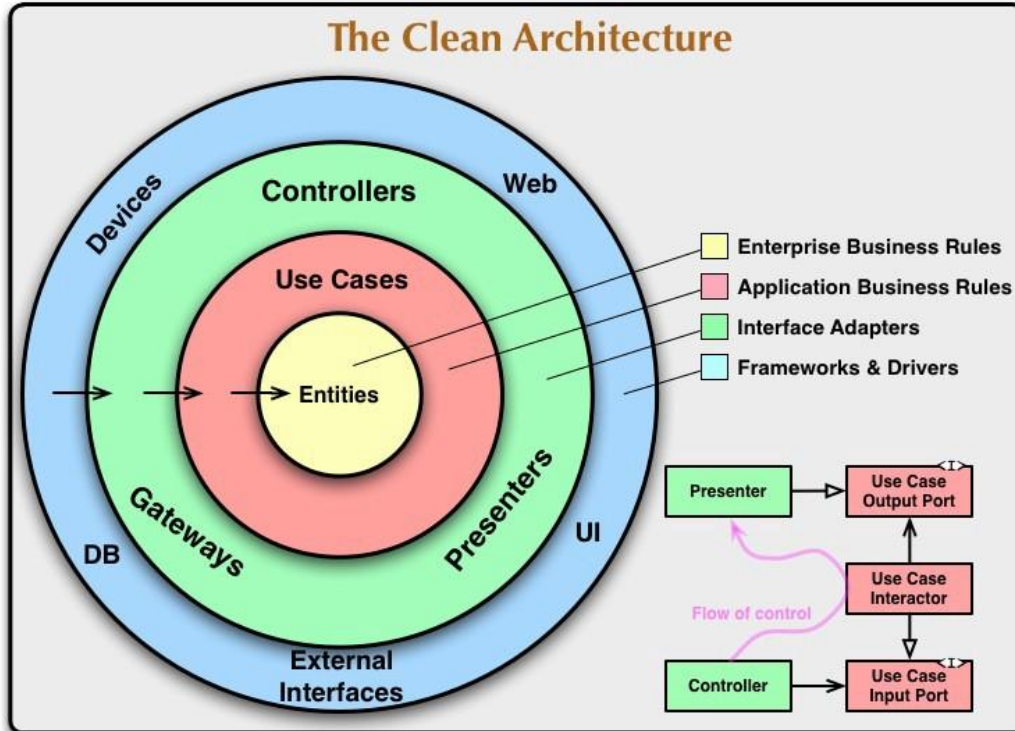 The Clean Architecture
Devices
Controllers
Web
Use Cases
Entities
Gateways
Presenters
DB
UI
External
Interfaces
Enterprise Business Rules
Application Business Rules
Interface Adapters
Frameworks & Drivers
Presenter
<I>
Use Case
Output Port
Flow of control
Use Case
Interactor
Controller
<I>
Use Case
Input Port